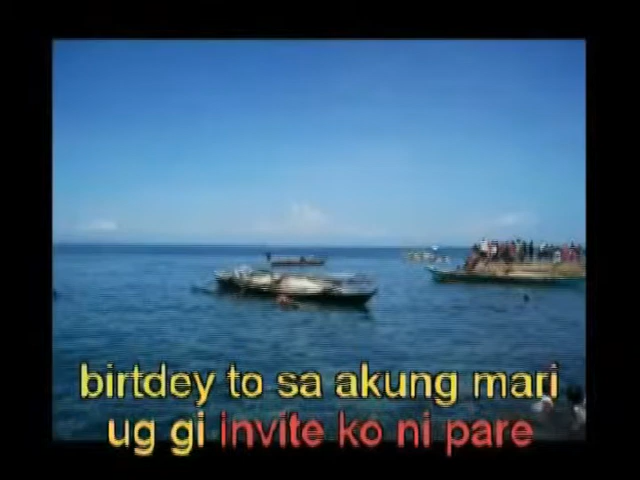 birtdey to sa akung mari
ug gi invite ko ni pare